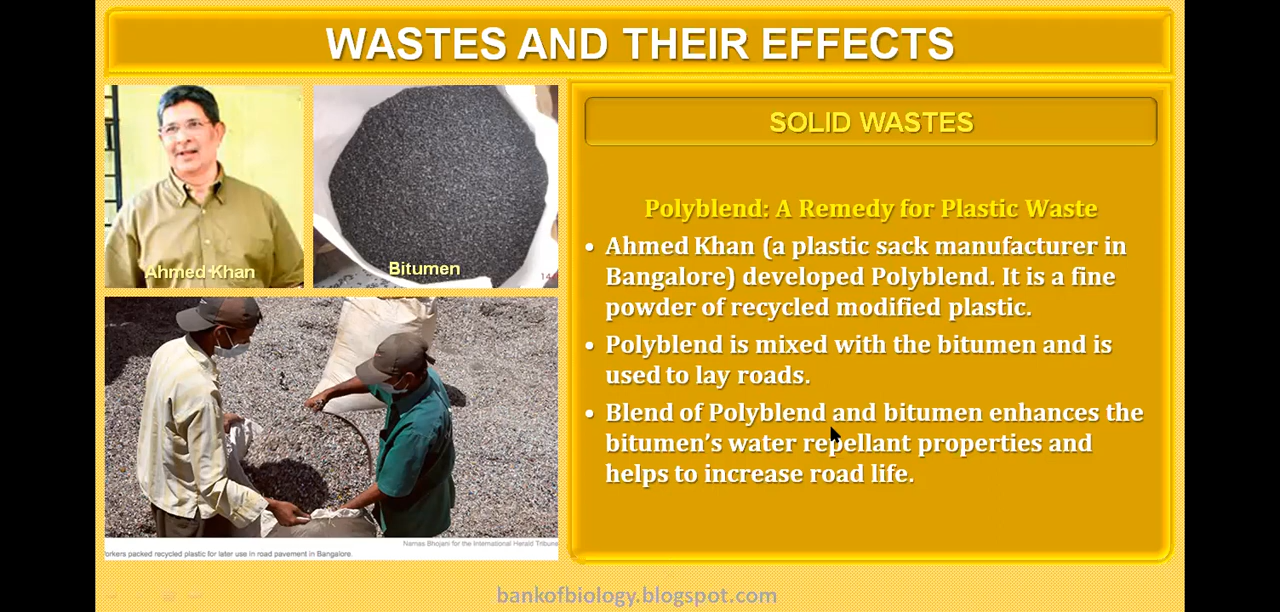 WASTES AND THEIR EFFECTS
Ahmed Khan
Bitumen
Namas Bhojani for the International Herald Tribune
orkers packed recycled plastic for later use in road pavement in Bangalore.
SOLID WASTES
Polyblend: A Remedy for Plastic Waste
• Ahmed Khan (a plastic sack manufacturer in
Bangalore) developed Polyblend. It is a fine
powder of recycled modified plastic.
• Polyblend is mixed with the bitumen and is
used to lay roads.
• Blend of Polyblend and bitumen enhances the
bitumen’s water repellant properties and
helps to increase road life.
bankofbiology.blogspot.com